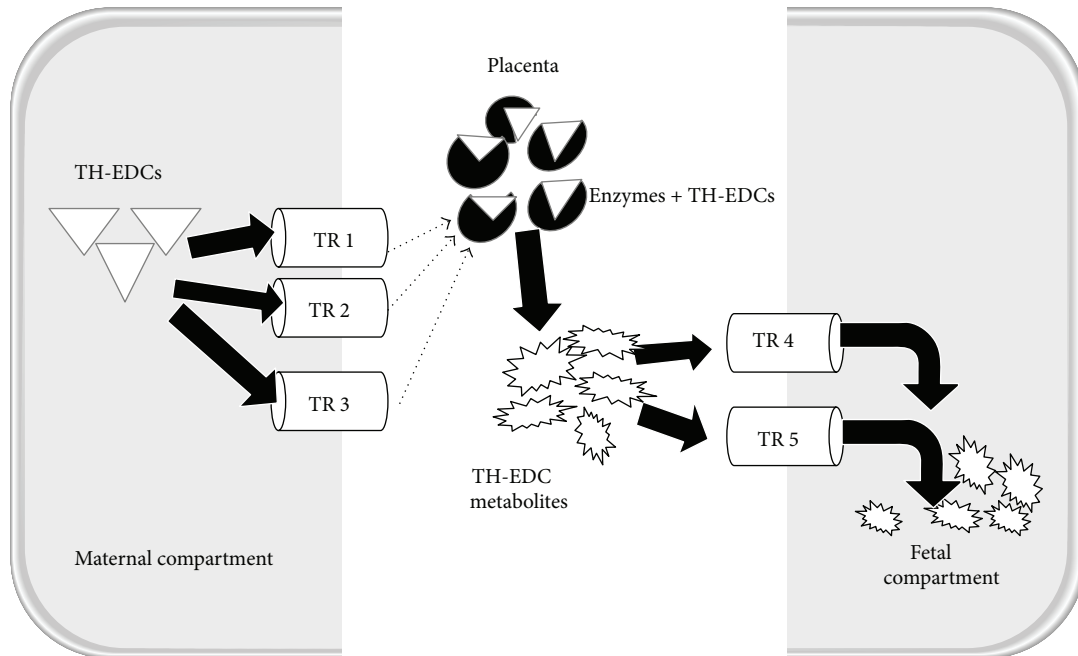 Placenta
TH-EDCs
Enzymes + TH-EDCs
TR 1
TR 2
TR 3
TR 4
TR 5
TH-EDC
metabolites
Maternal compartment
Fetal
compartment